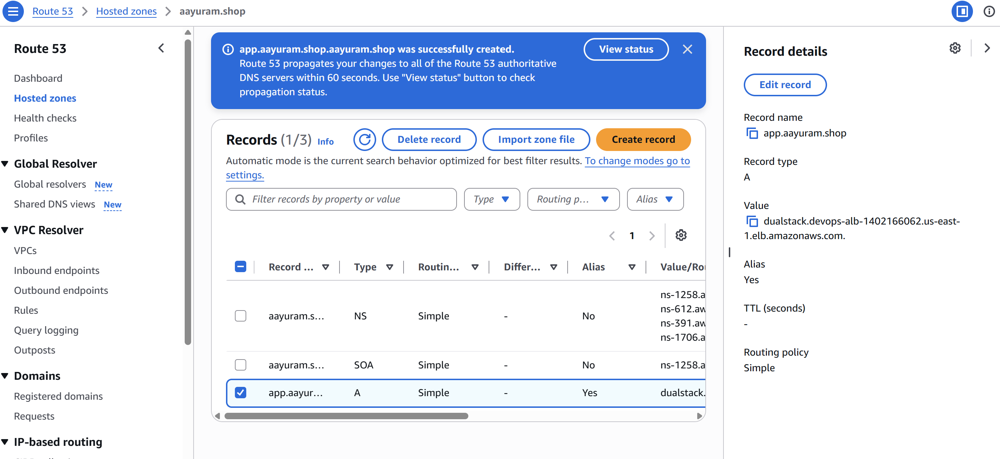 Route 53 > Hosted zones > aayuram.shop
Route 53
Dashboard
Hosted zones
Health checks
Profiles
Global Resolver
Global resolvers New
Shared DNS views New
VPC Resolver
VPCs
Inbound endpoints
Outbound endpoints
Rules
Query logging
Outposts
Domains
Registered domains
Requests
IP-based routing
app.aayuram.shop.aayuram.shop was successfully created.
Route 53 propagates your changes to all of the Route 53 authoritative
DNS servers within 60 seconds. Use "View status" button to check
propagation status.
View status
Records (1/3) Info
Delete record
Import zone file
Create record
Automatic mode is the current search behavior optimized for best filter results. To change modes go to
settings.
Filter records by property or value
Type
Routing p...
Alias
1
Record ... Type Routin... Differ... Alias Value/Rou
aayuram.s... NS Simple - No
ns-1258.a
ns-612.aw
ns-391.aw
ns-1706.a
aayuram.s... SOA Simple - No ns-1258.a
app.aayur... A Simple - Yes dualstack.
Record details
Edit record
Record name
app.aayuram.shop
Record type
A
Value
dualstack.devops-alb-1402166062.us-east-
1.elb.amazonaws.com.
Alias
Yes
TTL (seconds)
-
Routing policy
Simple